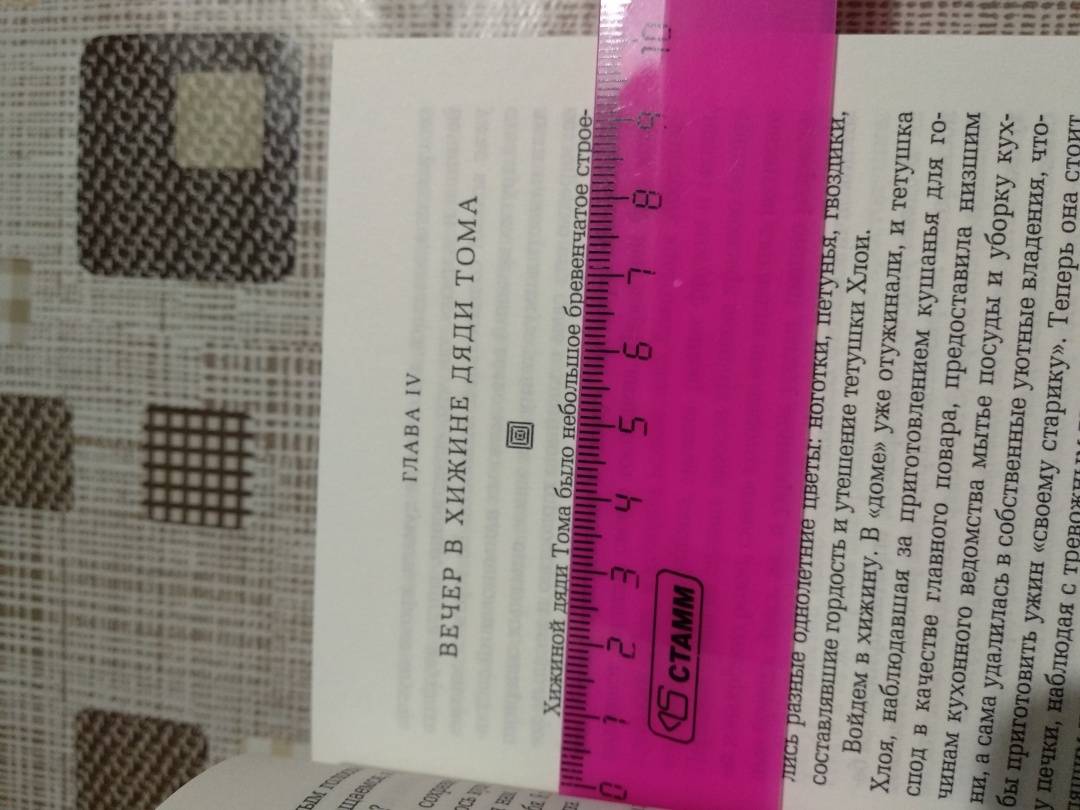 ГЛАВА IV
ВЕЧЕР В ХИЖИНЕ ДЯДИ ТОМА
Хижиной дяди Тома было небольшое бревенчатое строе-
0 1 2 3 4 5 6 7 8 9 10
СТАММ
лись разные однолетние цветы: ноготки, петунья, гвоздики,
составлявшие гордость и утешение тетушки Хлои.
Войдем в хижину. В «доме» уже отужинали, и тетушка
Хлоя, наблюдавшая за приготовлением кушанья для го-
спод в качестве главного повара, предоставила низшим
чинам кухонного ведомства мытье посуды и уборку кух-
ни, а сама удалилась в собственные уютные владения, что-
бы приготовить ужин «своему старику». Теперь она стоит
у печки, наблюдая с тревожным